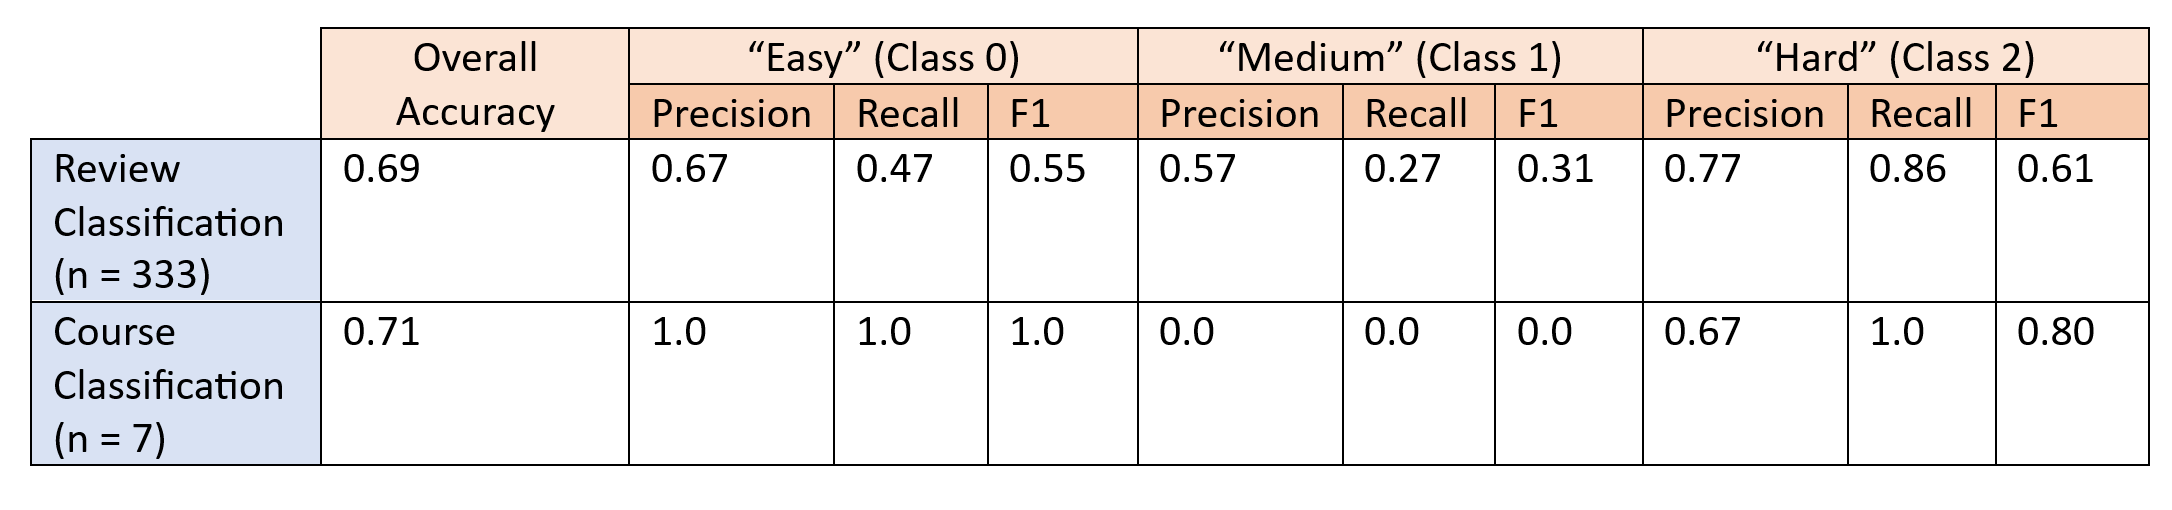 Overall Accuracy
“Easy” (Class 0)
“Medium” (Class 1)
“Hard” (Class 2)
Precision Recall F1 Precision Recall F1 Precision Recall F1
Review 0.69 0.67 0.47 0.55 0.57 0.27 0.31 0.77 0.86 0.61
Classification
(n = 333)
Course 0.71 1.0 1.0 1.0 0.0 0.0 0.0 0.67 1.0 0.80
Classification
(n = 7)